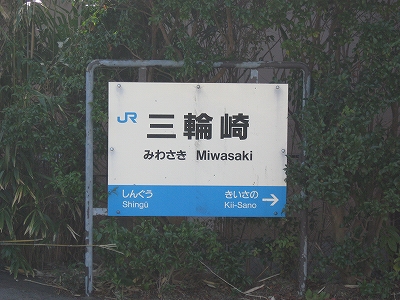 JR
三輪崎
みわさき Miwasaki
しんぐう きいさの
Shingū Kii-Sano →